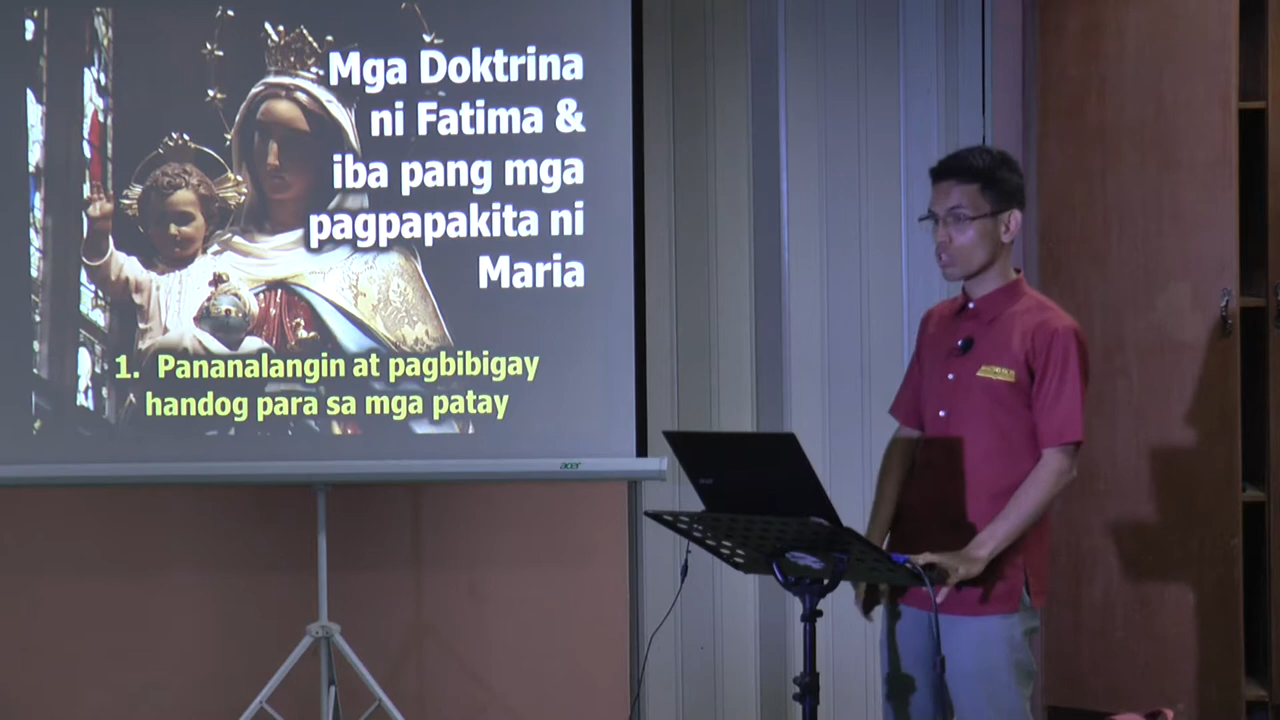 Mga Doktrina
ni Fatima &
iba pang mga
pagpapakita ni
Maria
1. Pananalangin at pagbibigay
handog para sa mga patay
acer